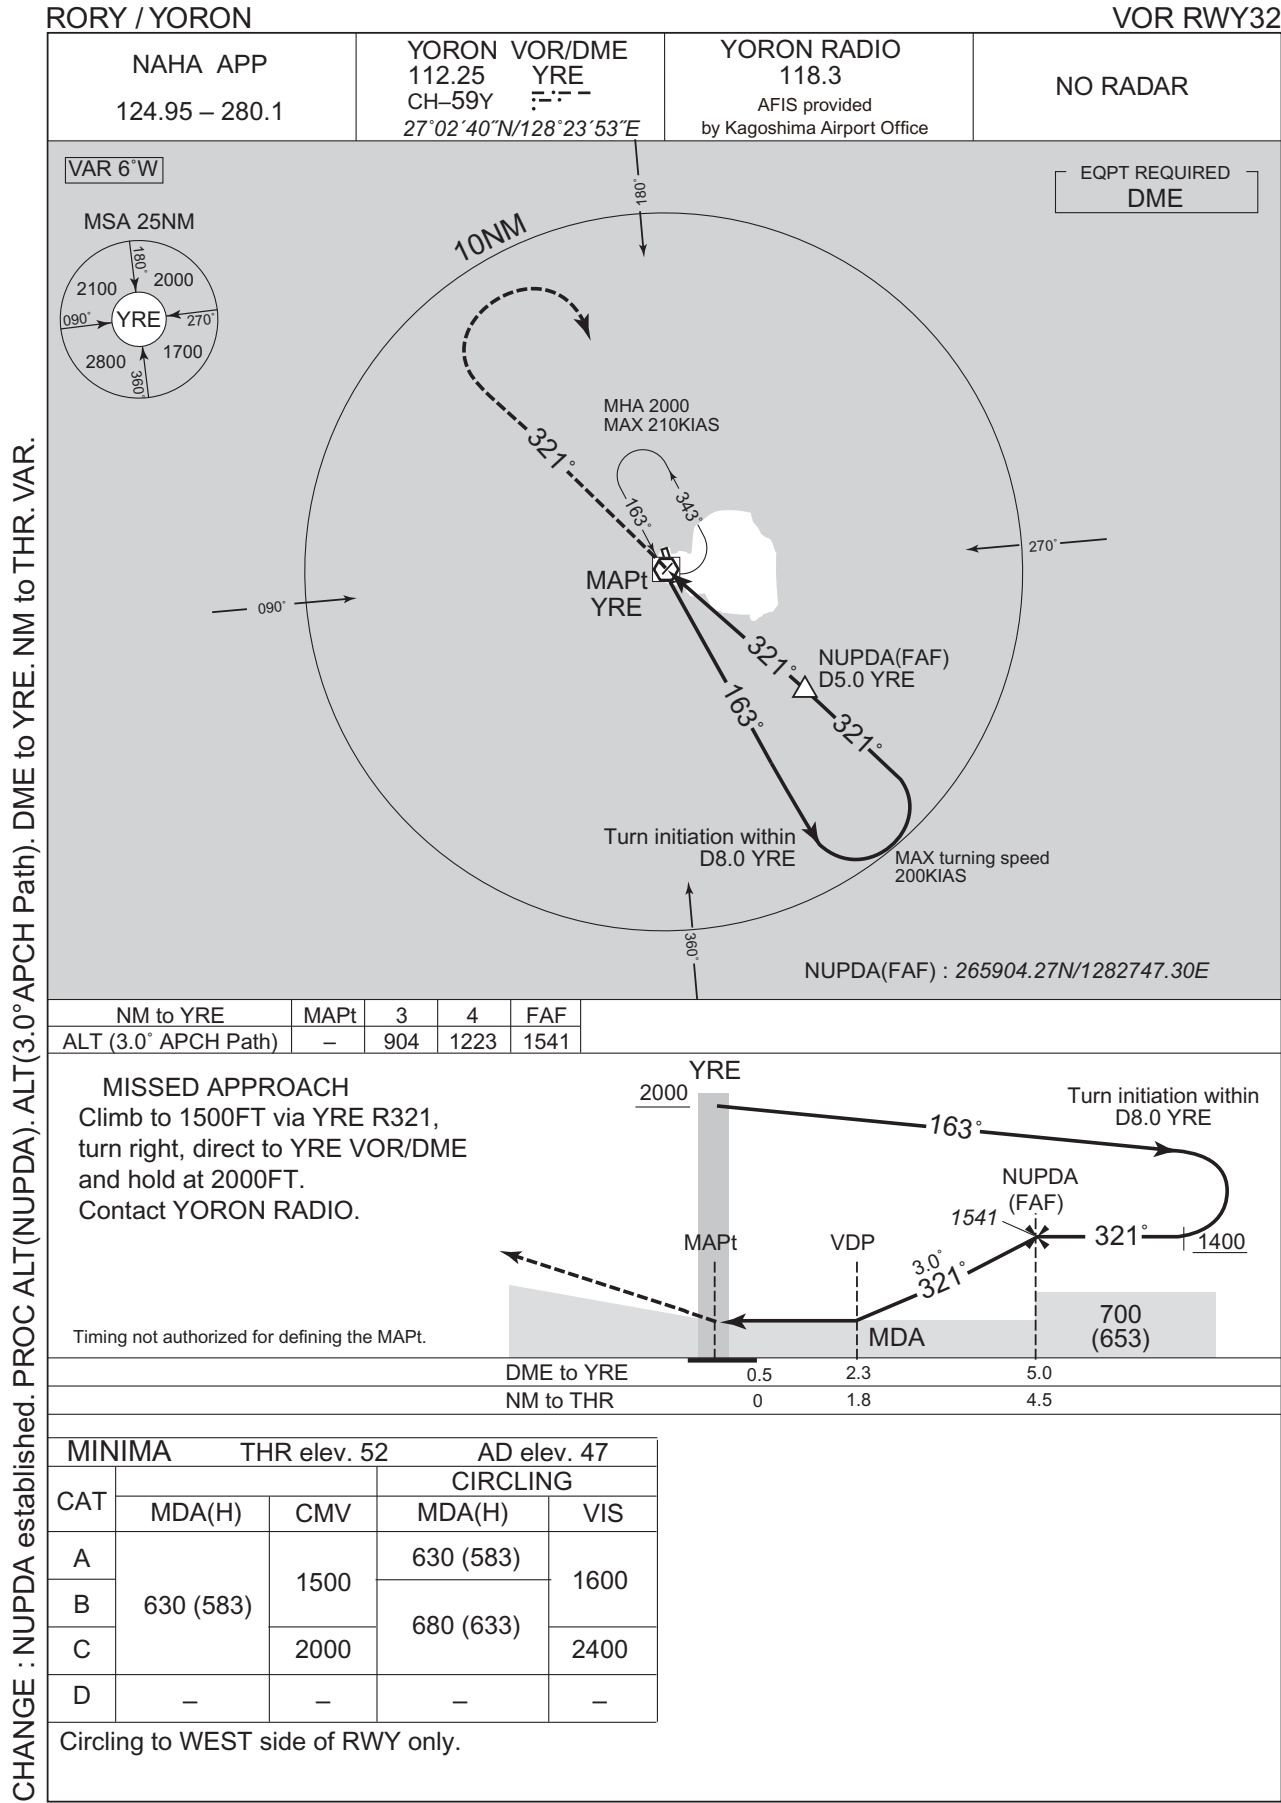 RORY / YORON
VOR RWY32
NAHA APP
124.95 – 280.1
YORON VOR/DME
112.25 YRE
CH–59Y
27°02´40˝N/128°23´53˝E
YORON RADIO
118.3
AFIS provided
by Kagoshima Airport Office
NO RADAR
VAR 6°W
EQPT REQUIRED
DME
MSA 25NM
180°
2100
2000
090°
YRE
270°
2800
1700
360°
180°
10NM
MHA 2000
MAX 210KIAS
321°
163°
343°
270°
090°
MAPt
YRE
321°
NUPDA(FAF)
D5.0 YRE
163°
321°
Turn initiation within
D8.0 YRE
MAX turning speed
200KIAS
360°
NUPDA(FAF) : 265904.27N/1282747.30E
NM to YRE MAPt 3 4 FAF
ALT (3.0° APCH Path) – 904 1223 1541
MISSED APPROACH
Climb to 1500FT via YRE R321,
turn right, direct to YRE VOR/DME
and hold at 2000FT.
Contact YORON RADIO.
Timing not authorized for defining the MAPt.
YRE
2000
163°
Turn initiation within
D8.0 YRE
NUPDA
(FAF)
1541
321°
1400
MAPt
VDP
3.0°
321°
MDA
700
(653)
DME to YRE 0.5 2.3 5.0
NM to THR 0 1.8 4.5
MINIMA THR elev. 52 AD elev. 47
CAT CIRCLING
MDA(H) CMV MDA(H) VIS
A 630 (583) 1500 630 (583) 1600
B 680 (633)
C 2000 2400
D – – – –
Circling to WEST side of RWY only.
CHANGE : NUPDA established. PROC ALT(NUPDA). ALT(3.0°APCH Path). DME to YRE. NM to THR. VAR.